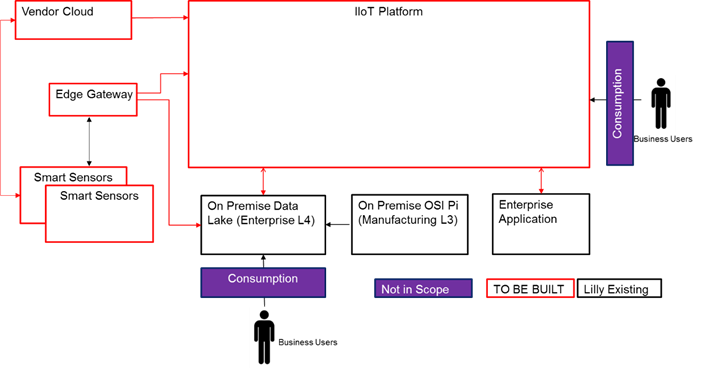 Vendor Cloud
IIoT Platform
Edge Gateway
Consumption
Business Users
Smart Sensors
Smart Sensors
On Premise Data
Lake (Enterprise L4)
On Premise OSI Pi
(Manufacturing L3)
Enterprise
Application
Consumption
Not in Scope
TO BE BUILT
Lilly Existing
Business Users